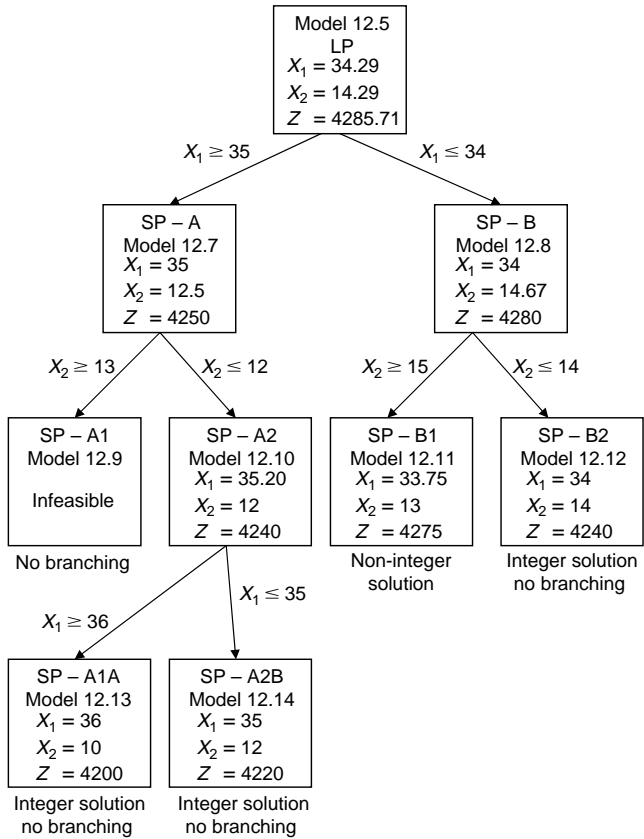 Model 12.5
LP
X₁ = 34.29
X₂ = 14.29
Z = 4285.71
X₁ ≥ 35
X₁ ≤ 34
SP – A
Model 12.7
X₁ = 35
X₂ = 12.5
Z = 4250
SP – B
Model 12.8
X₁ = 34
X₂ = 14.67
Z = 4280
X₂ ≥ 13
X₂ ≤ 12
X₂ ≥ 15
X₂ ≤ 14
SP – A1
Model 12.9
Infeasible
No branching
SP – A2
Model 12.10
X₁ = 35.20
X₂ = 12
Z = 4240
SP – B1
Model 12.11
X₁ = 33.75
X₂ = 13
Z = 4275
Non-integer
solution
SP – B2
Model 12.12
X₁ = 34
X₂ = 14
Z = 4240
Integer solution
no branching
X₁ ≥ 36
X₁ ≤ 35
SP – A1A
Model 12.13
X₁ = 36
X₂ = 10
Z = 4200
Integer solution
no branching
SP – A2B
Model 12.14
X₁ = 35
X₂ = 12
Z = 4220
Integer solution
no branching